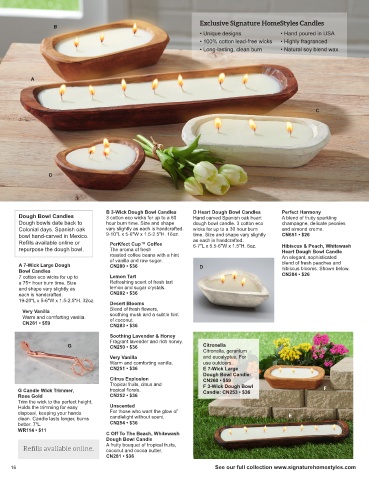 B
Exclusive Signature HomeStyles Candles
• Unique designs
• Hand poured in USA
• 100% cotton lead-free wicks
• Highly fragranced
• Long-lasting, clean burn
• Natural soy blend wax
A
C
D
Dough Bowl Candles
Dough bowls date back to
Colonial days. Spanish oak
bowl hand-carved in Mexico.
Refills available online or
repurpose the dough bowl.
A 7-Wick Large Dough
Bowl Candles
7 cotton eco wicks for up to
a 75+ hour burn time. Size
and shape vary slightly as
each is handcrafted.
19-20"L x 5-6"W x 1.5-2.5"H. 32oz.
Very Vanilla
Warm and comforting vanilla.
CN261 • $59
G
G Candle Wick Trimmer,
Rose Gold
Trim the wick to the perfect height.
Holds the trimming for easy
disposal, keeping your hands
clean. Candle lasts longer, burns
better. 7"L.
WR114 • $11
Refills available online.
B 3-Wick Dough Bowl Candles
3 cotton eco wicks for up to a 50
hour burn time. Size and shape
vary slightly as each is handcrafted.
9-10"L x 5-6"W x 1.5-2.5"H. 16oz.
PerKfect Cup™ Coffee
The aroma of fresh
roasted coffee beans with a hint
of vanilla and raw sugar.
CN280 • $36
Lemon Tart
Refreshing scent of fresh tart
lemon and sugar crystals.
CN282 • $36
Desert Blooms
Blend of fresh flowers,
soothing musk and a subtle hint
of coconut.
CN283 • $36
Soothing Lavender & Honey
Fragrant lavender and rich honey.
CN250 • $36
Very Vanilla
Warm and comforting vanilla.
CN251 • $36
Citrus Explosion
Tropical fruits, citrus and
tropical florals.
CN252 • $36
Unscented
For those who want the glow of
candlelight without scent.
CN254 • $36
C Off To The Beach, Whitewash
Dough Bowl Candle
A fruity bouquet of tropical fruits,
coconut and cocoa butter.
CN281 • $36
D Heart Dough Bowl Candles
Hand carved Spanish oak heart
dough bowl candle. 3 cotton eco
wicks for up to a 30 hour burn
time. Size and shape vary slightly
as each is handcrafted.
6-7"L x 5.5-6"W x 1.5"H. 6oz.
Perfect Harmony
A blend of fruity sparkling
champagne, delicate peonies
and almond creme.
CN651 • $26
Hibiscus & Peach, Whitewash
Heart Dough Bowl Candle
An elegant, sophisticated
blend of fresh peaches and
hibiscus blooms. Shown below.
CN284 • $26
D
Citronella
Citronella, geranium
and eucalyptus. For
use outdoors.
E 7-Wick Large
Dough Bowl Candle:
CN260 • $59
F 3-Wick Dough Bowl
Candle: CN253 • $36
F
16
See our full collection www.signaturehomestyles.com